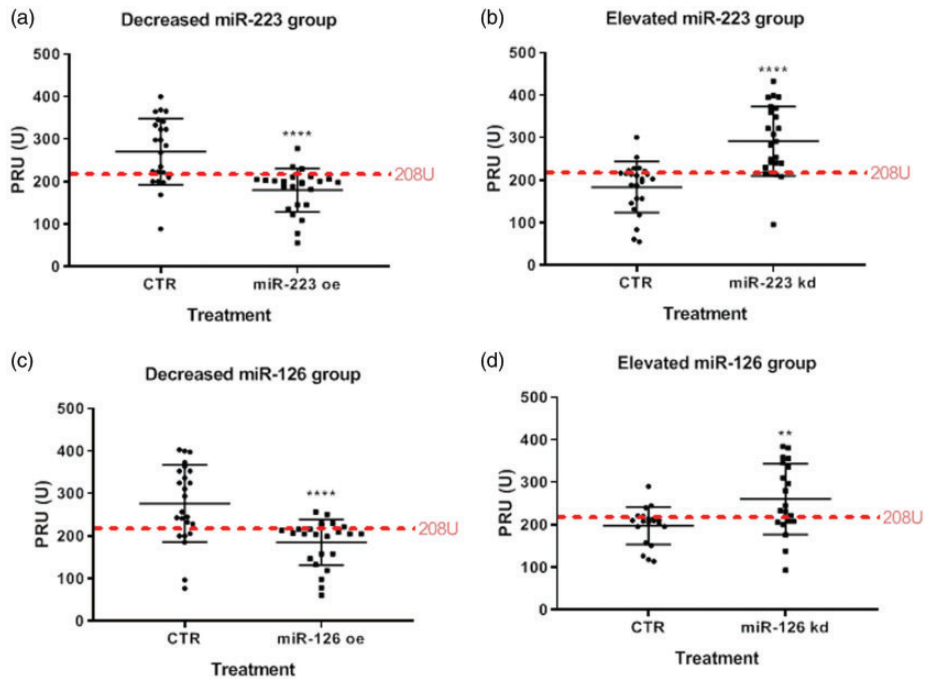 (a)
Decreased miR-223 group
500
400
300
200
100
0
PRU (U)
****
208U
CTR
miR-223 oe
Treatment
(b)
Elevated miR-223 group
500
400
300
200
100
0
PRU (U)
****
208U
CTR
miR-223 kd
Treatment
(c)
Decreased miR-126 group
500
400
300
200
100
0
PRU (U)
****
208U
CTR
miR-126 oe
Treatment
(d)
Elevated miR-126 group
500
400
300
200
100
0
PRU (U)
**
208U
CTR
miR-126 kd
Treatment